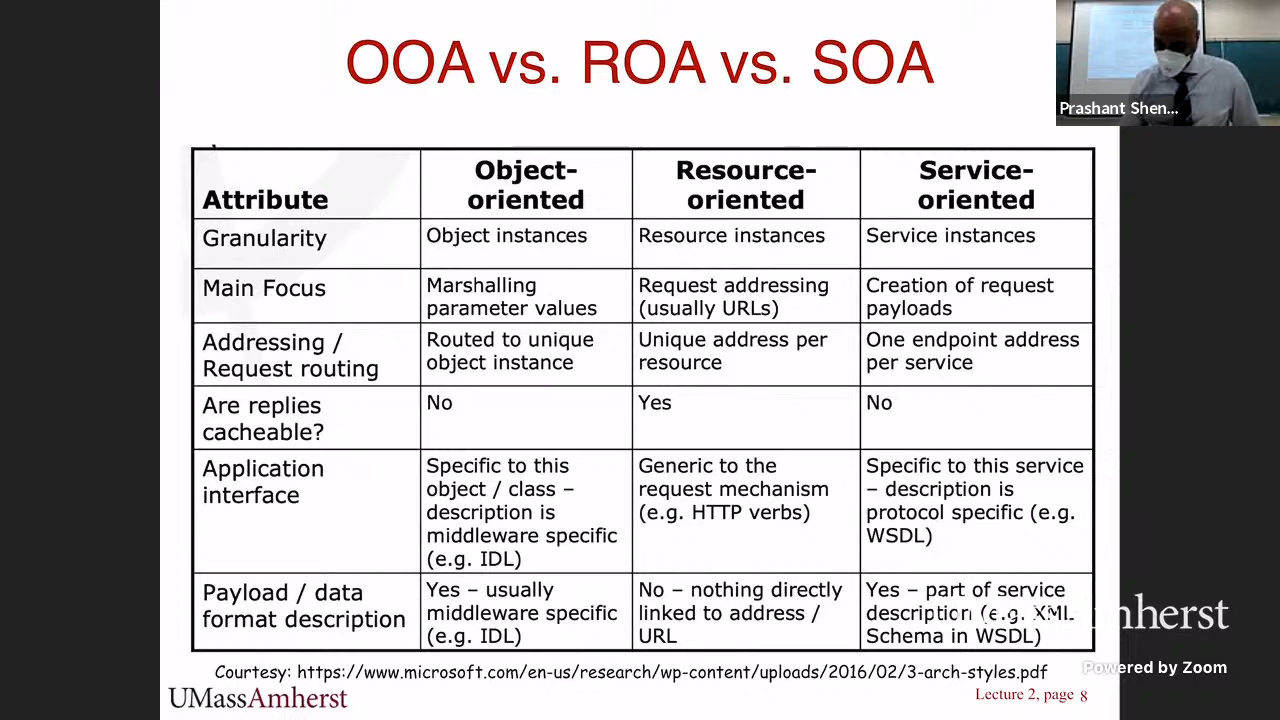 OOA vs. ROA vs. SOA
Prashant Shen...
Attribute
Object-
oriented
Resource-
oriented
Service-
oriented
Granularity
Object instances
Resource instances
Service instances
Main Focus
Marshalling
parameter values
Request addressing
(usually URLs)
Creation of request
payloads
Addressing /
Request routing
Routed to unique
object instance
Unique address per
resource
One endpoint address
per service
Are replies
cacheable?
No
Yes
No
Application
interface
Specific to this
object / class –
description is
middleware specific
(e.g. IDL)
Generic to the
request mechanism
(e.g. HTTP verbs)
Specific to this service
– description is
protocol specific (e.g.
WSDL)
Payload / data
format description
Yes – usually
middleware specific
(e.g. IDL)
No – nothing directly
linked to address /
URL
Yes – part of service
description (e.g. XML
Schema in WSDL)
Courtesy: https://www.microsoft.com/en-us/research/wp-content/uploads/2016/02/3-arch-styles.pdf
UMassAmherst
Powered by Zoom
UMassAmherst
Lecture 2, page 8